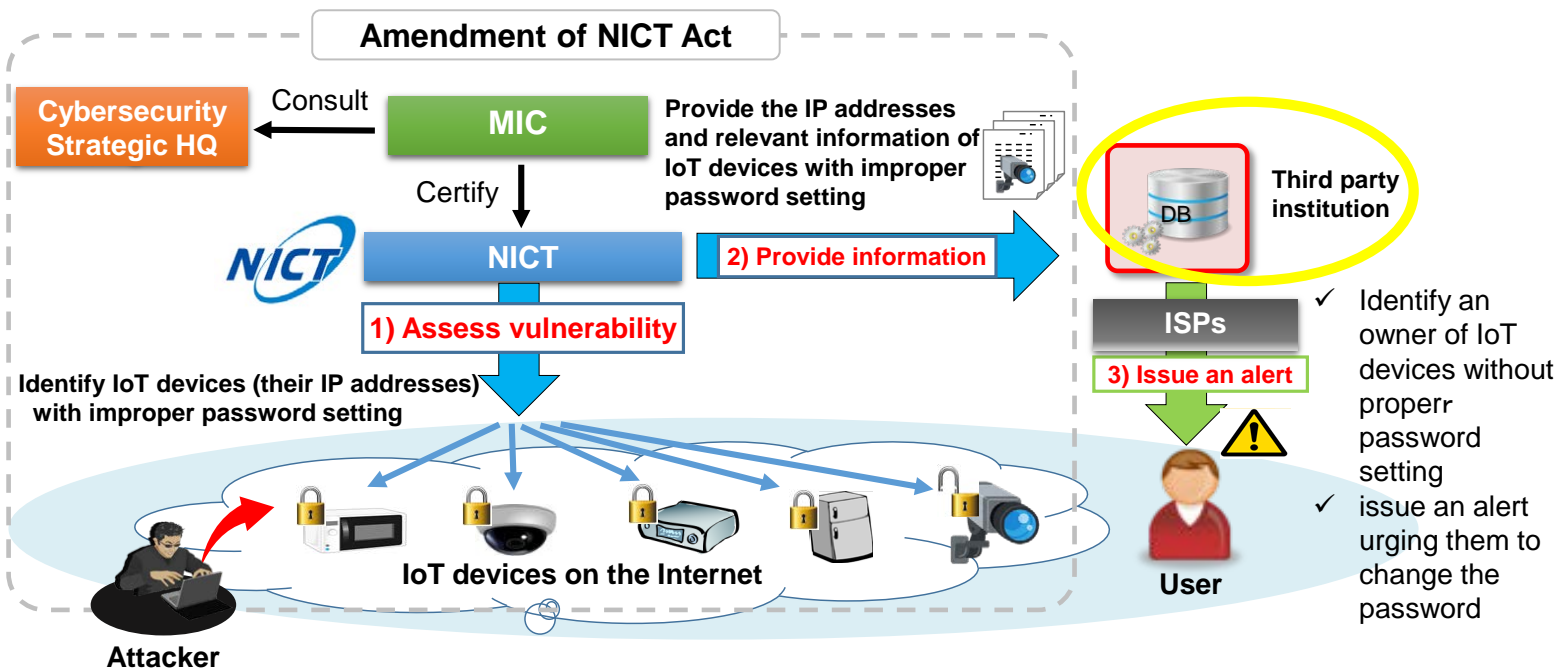 Amendment of NICT Act
Cybersecurity
Strategic HQ
Consult
MIC
Certify
Provide the IP addresses
and relevant information of
IoT devices with improper
password setting
NICT
NICT
2) Provide information
DB
Third party
institution
1) Assess vulnerability
Identify IoT devices (their IP addresses)
with improper password setting
ISPs
3) Issue an alert
✓ Identify an
owner of IoT
devices without
properr
password
setting
✓ issue an alert
urging them to
change the
password
IoT devices on the Internet
User
Attacker